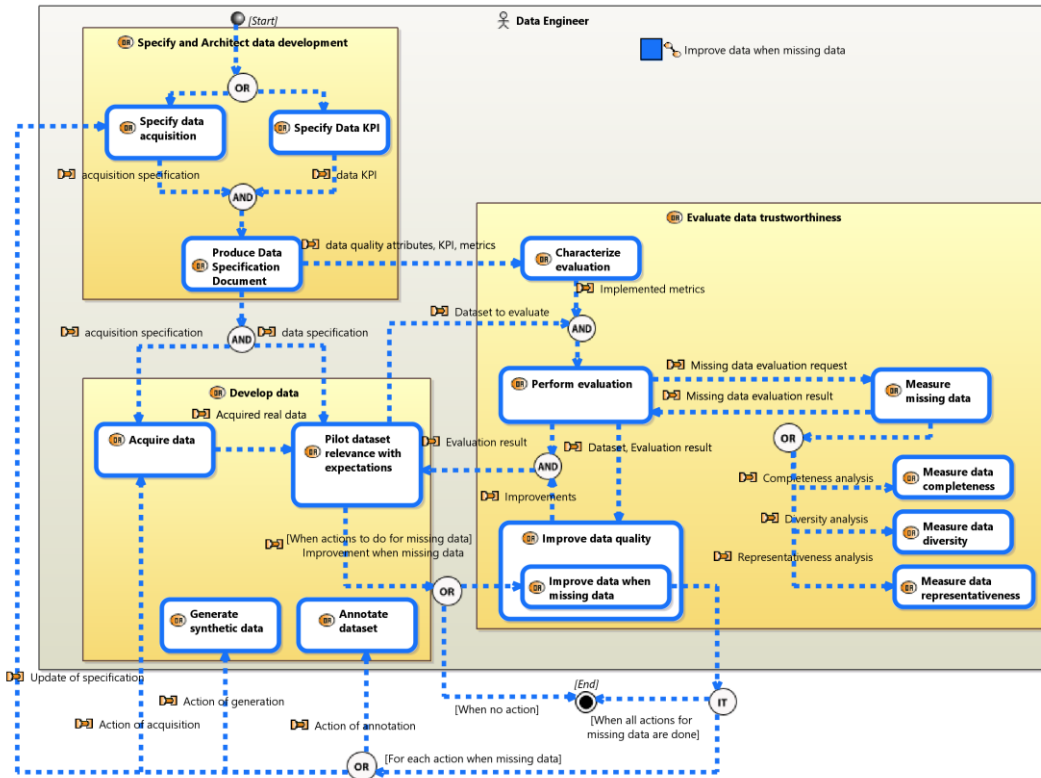 [Start]
Data Engineer
Specify and Architect data development
Improve data when missing data
OR
Specify data
acquisition
Specify Data KPI
acquisition specification
data KPI
AND
Evaluate data trustworthiness
Produce Data
Specification
Document
data quality attributes, KPI, metrics
Characterize
evaluation
Implemented metrics
Dataset to evaluate
AND
acquisition specification
AND
data specification
Develop data
Perform evaluation
Missing data evaluation request
Missing data evaluation result
Measure
missing data
Acquired real data
Acquire data
Pilot dataset
relevance with
expectations
Evaluation result
Dataset, Evaluation result
OR
AND
Improvements
Completeness analysis
Measure data
completeness
Diversity analysis
Measure data
diversity
Representativeness analysis
Measure data
representativeness
[When actions to do for missing data]
Improvement when missing data
Improve data quality
Improve data when
missing data
OR
Generate
synthetic data
Annotate
dataset
Update of specification
Action of generation
Action of acquisition
Action of annotation
[When no action]
[End]
IT
[When all actions for
missing data are done]
[For each action when missing data]
OR